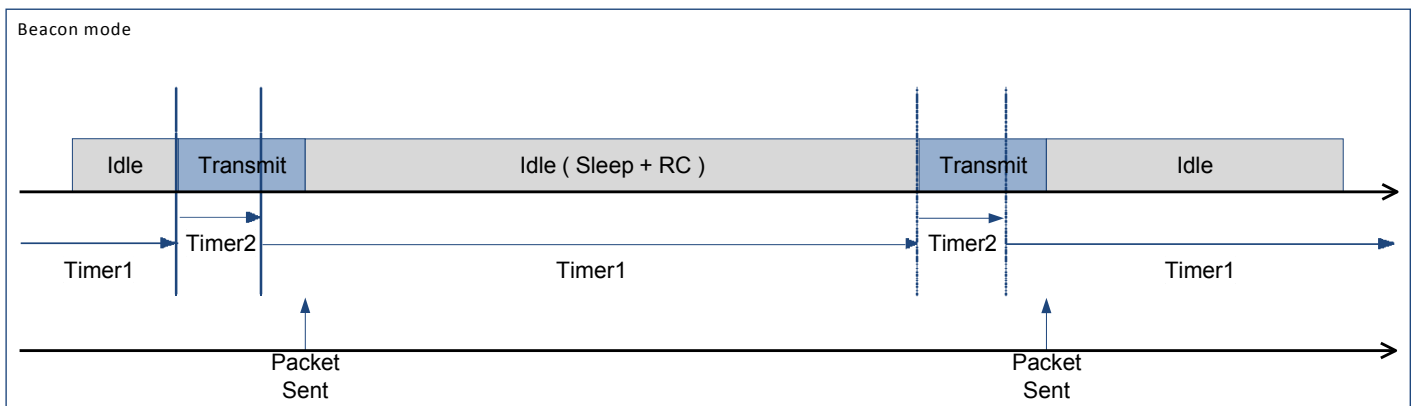 Beacon mode
Idle
Transmit
Idle ( Sleep + RC )
Transmit
Idle
Timer2
Timer2
Timer1
Timer1
Timer1
Packet
Sent
Packet
Sent